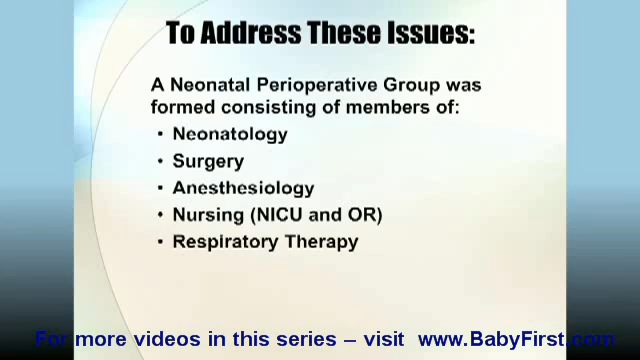 To Address These Issues:
A Neonatal Perioperative Group was
formed consisting of members of:
• Neonatology
• Surgery
• Anesthesiology
• Nursing (NICU and OR)
• Respiratory Therapy
For more videos in this series – visit  www.BabyFirst.com